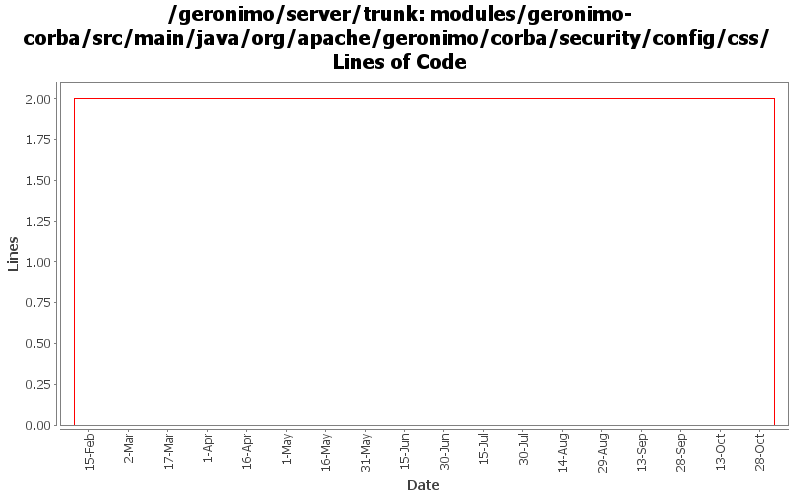 /geronimo/server/trunk: modules/geronimo-
corba/src/main/java/org/apache/geronimo/corba/security/config/css/
Lines of Code
2.00
1.75
1.50
1.25
1.00
0.75
0.50
0.25
0.00
Lines
15-Feb
2-Mar
17-Mar
1-Apr
16-Apr
1-May
16-May
31-May
15-Jun
30-Jun
15-Jul
30-Jul
14-Aug
29-Aug
13-Sep
28-Sep
13-Oct
28-Oct
Date